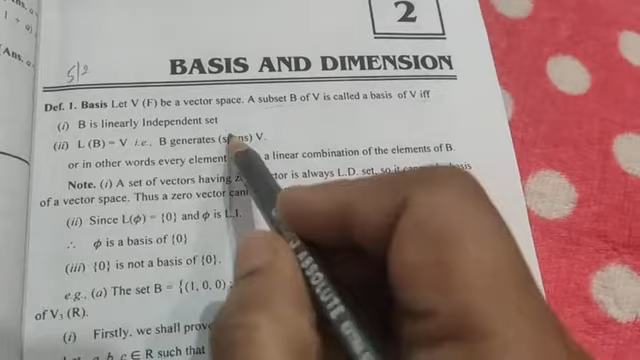 2
5/2
BASIS AND DIMENSION
Def. 1. Basis Let V (F) be a vector space. A subset B of V is called a basis of V iff
(i) B is linearly Independent set
(ii) L (B) = V i.e., B generates (spans) V.
or in other words every element a linear combination of the elements of B.
Note. (i) A set of vectors having is always L.D. set, so it basis
of a vector space. Thus a zero vector
(ii) Since L(ϕ) = {0} and ϕ is L.I.
∴ ϕ is a basis of {0}
(iii) {0} is not a basis of {0}.
e.g., (a) The set B = {(1, 0, 0)
of V₃ (R).
(i) Firstly, we shall prove
a, b, c ∈ R such that
ABSOLUTE